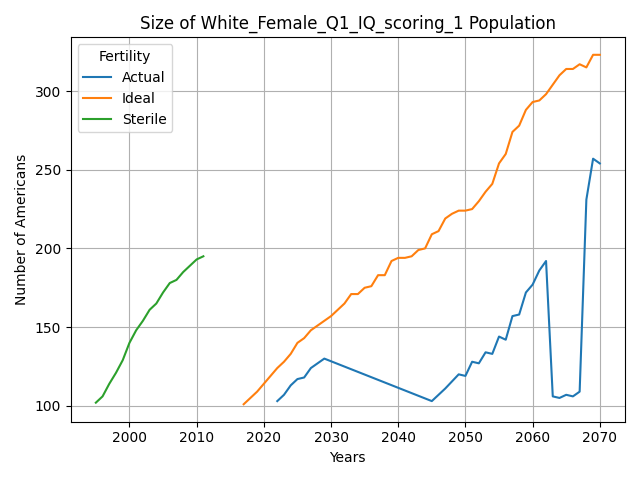 Size of White_Female_Q1_IQ_scoring_1 Population
Fertility
Actual
Ideal
Sterile
Number of Americans
300
250
200
150
100
2000 2010 2020 2030 2040 2050 2060 2070
Years